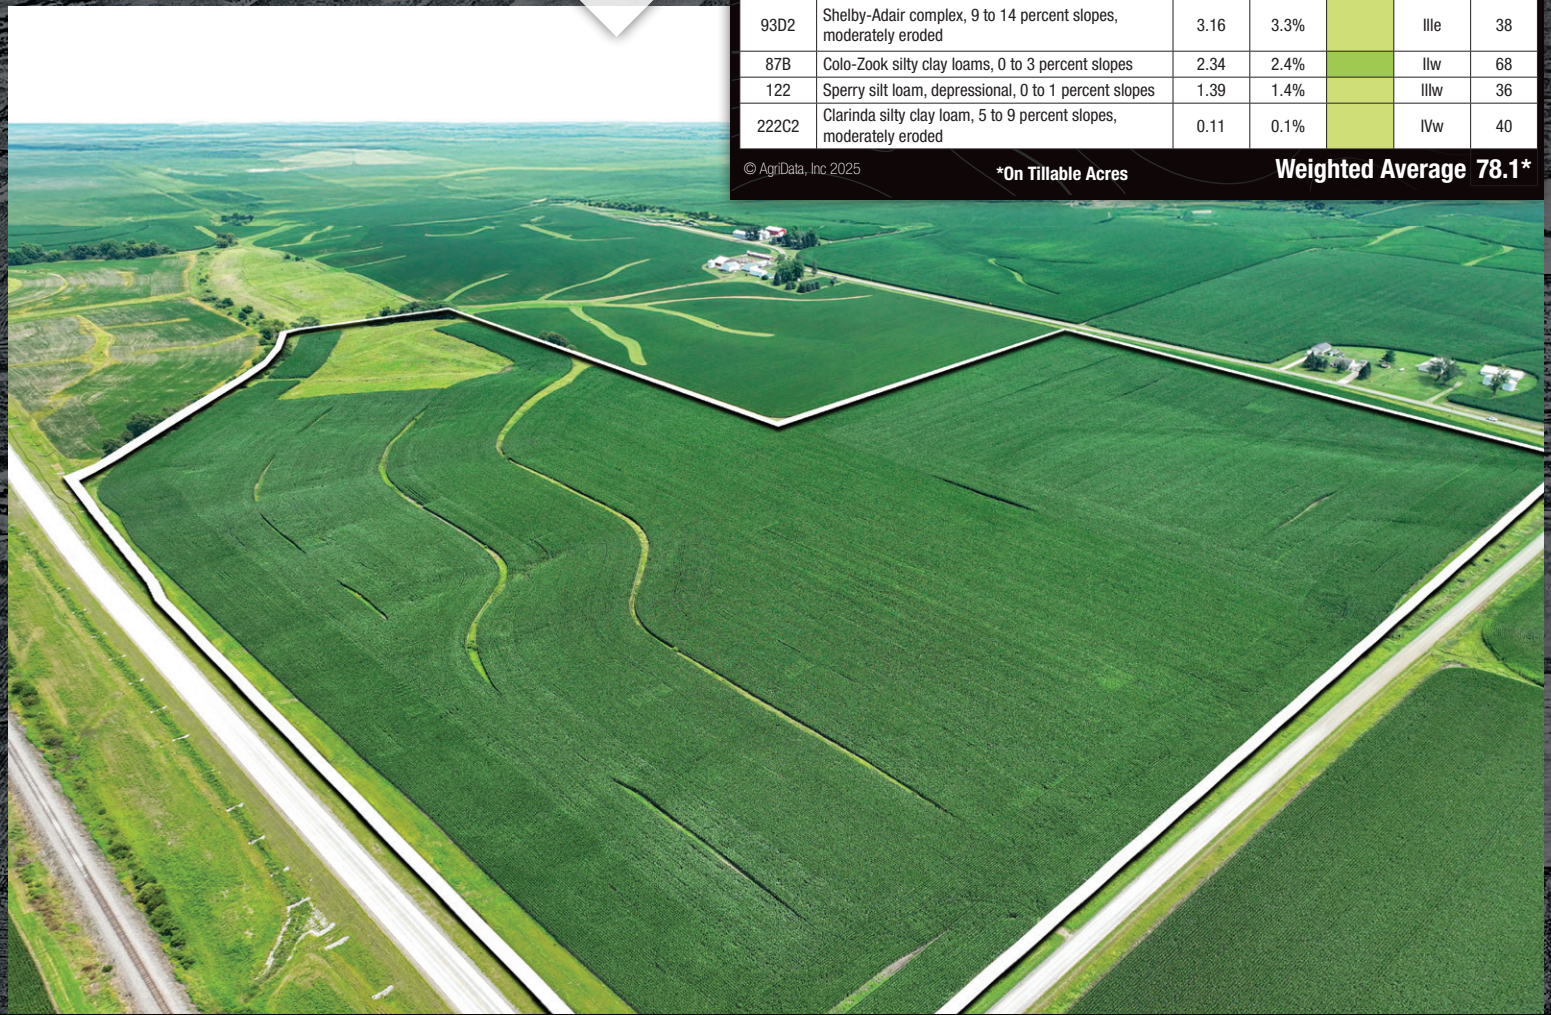 93D2 Shelby-Adair complex, 9 to 14 percent slopes, moderately eroded 3.16 3.3% IIIe 38
87B Colo-Zook silty clay loams, 0 to 3 percent slopes 2.34 2.4% IIw 68
122 Sperry silt loam, depressional, 0 to 1 percent slopes 1.39 1.4% IIIw 36
222C2 Clarinda silty clay loam, 5 to 9 percent slopes, moderately eroded 0.11 0.1% IVw 40
© AgriData, Inc 2025 *On Tillable Acres Weighted Average 78.1*